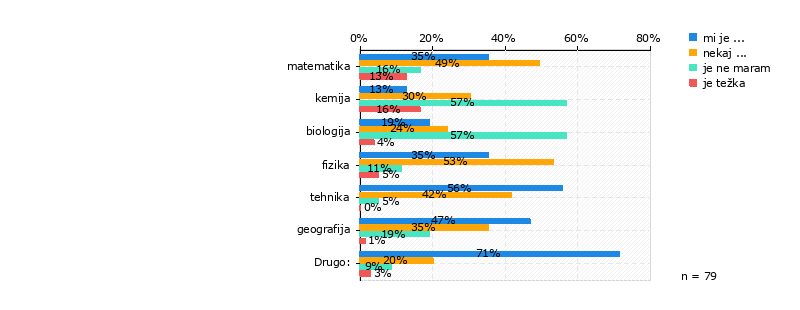 0% 20% 40% 60% 80%
mi je ...
nekaj ...
je ne maram
je težka
matematika 35% 49% 16% 13%
kemija 13% 30% 57% 16%
biologija 19% 24% 57% 4%
fizika 35% 53% 11% 5%
tehnika 56% 42% 5% 0%
geografija 47% 35% 19% 1%
Drugo: 71% 20% 9% 3%
n = 79